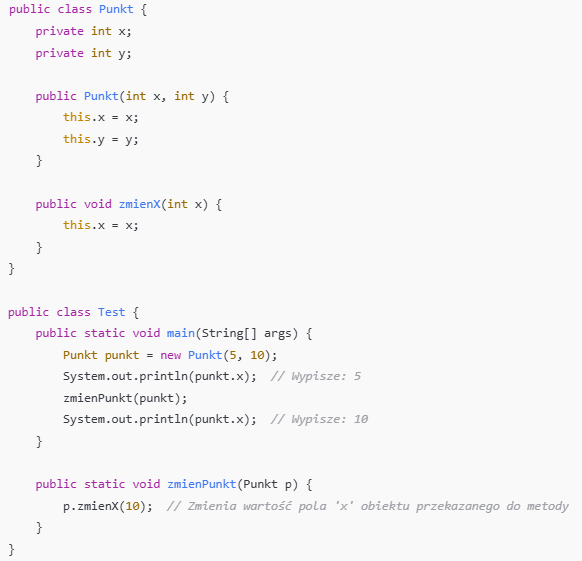 public class Punkt {
    private int x;
    private int y;

    public Punkt(int x, int y) {
        this.x = x;
        this.y = y;
    }

    public void zmienX(int x) {
        this.x = x;
    }
}

public class Test {
    public static void main(String[] args) {
        Punkt punkt = new Punkt(5, 10);
        System.out.println(punkt.x);  // Wypisze: 5
        zmienPunkt(punkt);
        System.out.println(punkt.x);  // Wypisze: 10
    }

    public static void zmienPunkt(Punkt p) {
        p.zmienX(10);  // Zmienia wartość pola 'x' obiektu przekazanego do metody
    }
}